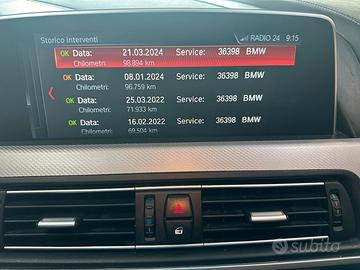 Storico interventi
RADIO 24 9:15
OK Data: 21.03.2024 Service: 36398 BMW
Chilometri: 98.894 km
OK Data: 08.01.2024 Service: 36398 BMW
Chilometri: 96.759 km
OK Data: 25.03.2022 Service: 36398 BMW
Chilometri: 71.933 km
OK Data: 16.02.2022 Service: 36398 BMW
Chilometri: 69.504 km
subito